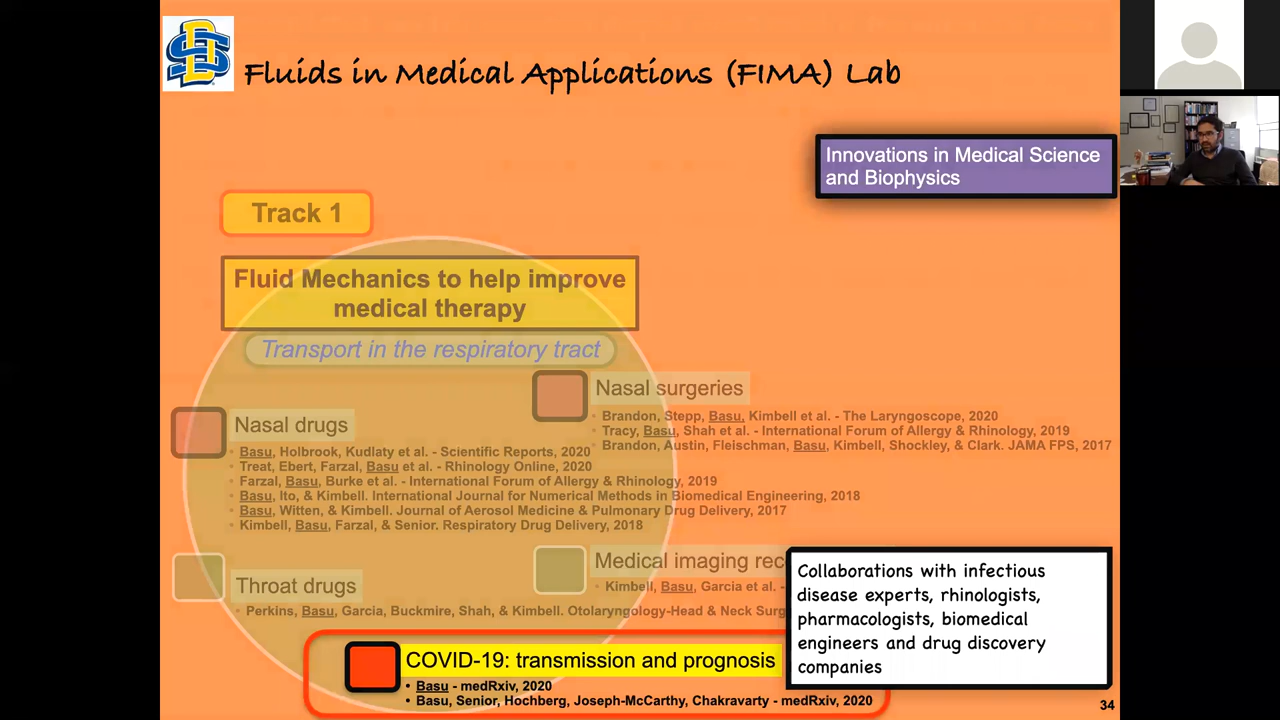 Fluids in Medical Applications (FIMA) Lab
Innovations in Medical Science
and Biophysics
Track 1
Fluid Mechanics to help improve
medical therapy
Transport in the respiratory tract
Nasal surgeries
• Brandon, Stepp, Basu, Kimbell et al. - The Laryngoscope, 2020
• Tracy, Basu, Shah et al. - International Forum of Allergy & Rhinology, 2019
• Brandon, Austin, Fleischman, Basu, Kimbell, Shockley, & Clark. JAMA FPS, 2017
Nasal drugs
• Basu, Holbrook, Kudlaty et al. - Scientific Reports, 2020
• Treat, Ebert, Farzal, Basu et al. - Rhinology Online, 2020
• Farzal, Basu, Burke et al. - International Forum of Allergy & Rhinology, 2019
• Basu, Ito, & Kimbell. International Journal for Numerical Methods in Biomedical Engineering, 2018
• Basu, Witten, & Kimbell. Journal of Aerosol Medicine & Pulmonary Drug Delivery, 2017
• Kimbell, Basu, Farzal, & Senior. Respiratory Drug Delivery, 2018
Medical imaging rec
• Kimbell, Basu, Garcia et al. -
Throat drugs
• Perkins, Basu, Garcia, Buckmire, Shah, & Kimbell. Otolaryngology-Head & Neck Surg
Collaborations with infectious
disease experts, rhinologists,
pharmacologists, biomedical
engineers and drug discovery
companies
COVID-19: transmission and prognosis
• Basu - medRxiv, 2020
• Basu, Senior, Hochberg, Joseph-McCarthy, Chakravarty - medRxiv, 2020
34